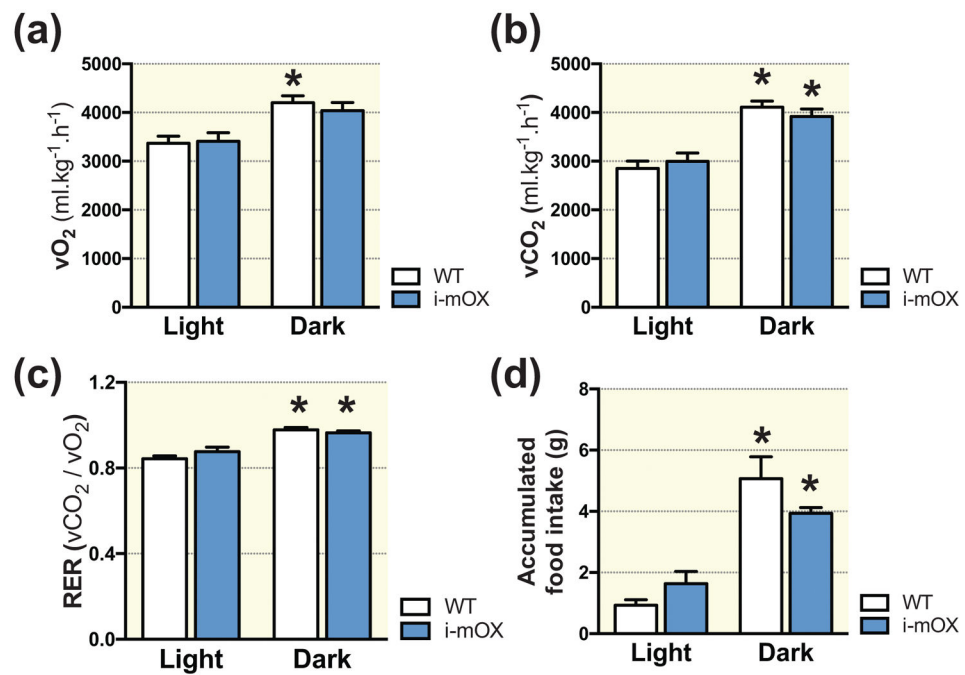 (a)
vO₂ (ml.kg⁻¹.h⁻¹)
5000
4000
3000
2000
1000
0
*
Light Dark
WT
i-mOX
(b)
vCO₂ (ml.kg⁻¹.h⁻¹)
5000
4000
3000
2000
4000
0
* *
Light Dark
WT
i-mOX
(c)
RER (vCO₂ / vO₂)
1.2
0.8
0.4
0.0
* *
Light Dark
WT
i-mOX
(d)
Accumulated
food intake (g)
8
6
4
2
0
* *
Light Dark
WT
i-mOX